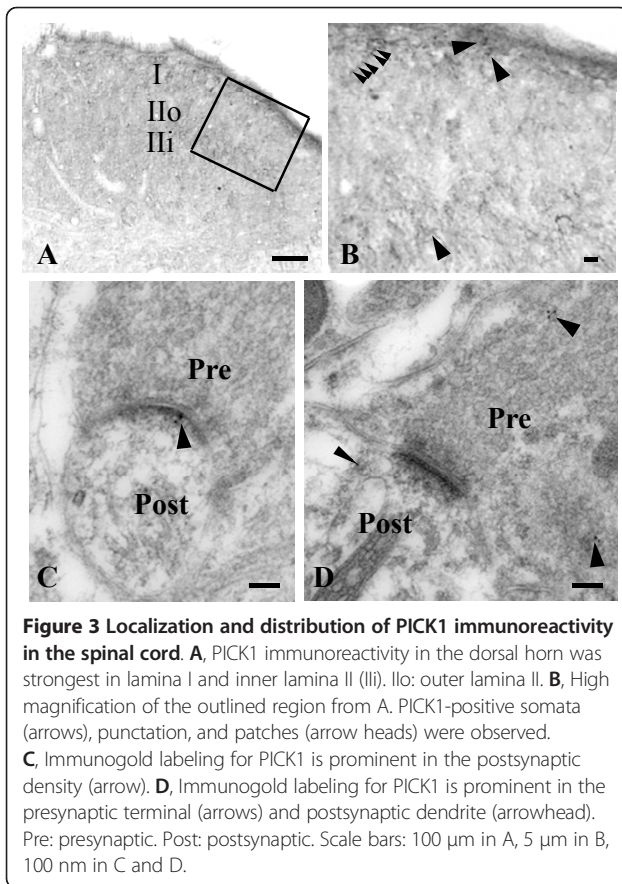 I
IIo
IIi
A
B
Pre
Post
C
Pre
Post
D
Figure 3 Localization and distribution of PICK1 immunoreactivity
in the spinal cord. A, PICK1 immunoreactivity in the dorsal horn was
strongest in lamina I and inner lamina II (IIi). IIo: outer lamina II. B, High
magnification of the outlined region from A. PICK1-positive somata
(arrows), punctation, and patches (arrow heads) were observed.
C, Immunogold labeling for PICK1 is prominent in the postsynaptic
density (arrow). D, Immunogold labeling for PICK1 is prominent in the
presynaptic terminal (arrows) and postsynaptic dendrite (arrowhead).
Pre: presynaptic. Post: postsynaptic. Scale bars: 100 μm in A, 5 μm in B,
100 nm in C and D.